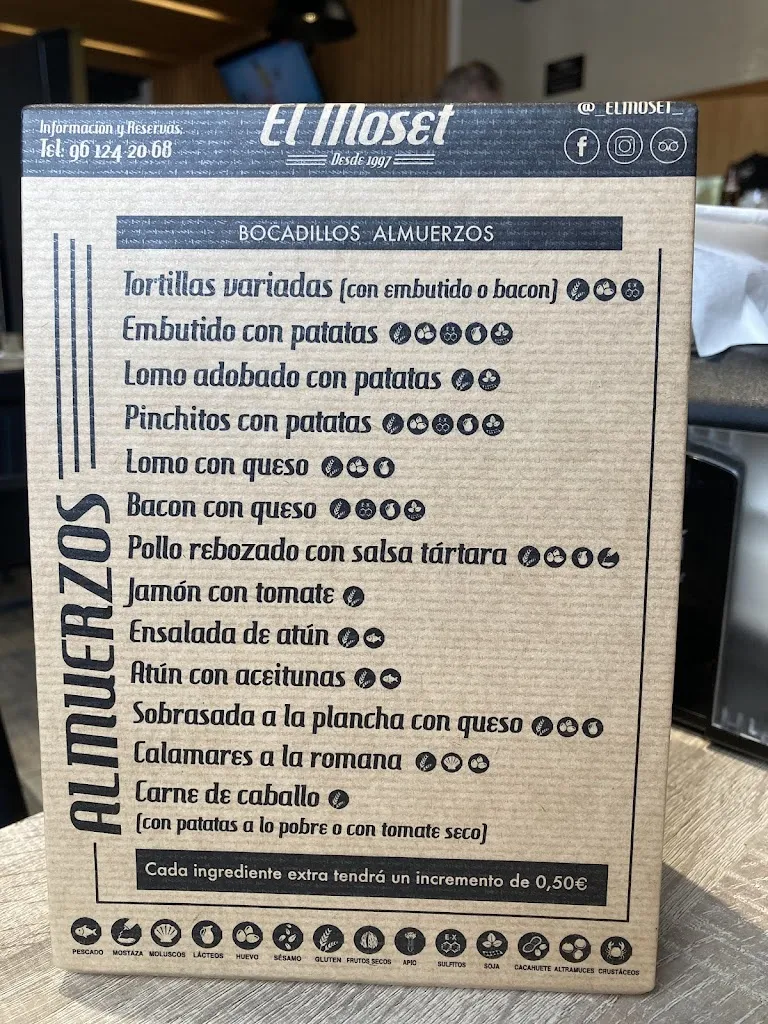 @_ELMOSET_
Información y Reservas:
Tel: 96 124 20 68
El Moset
Desde 1997
BOCADILLOS ALMUERZOS
Tortillas variadas (con embutido o bacon)
Embutido con patatas
Lomo adobado con patatas
Pinchitos con patatas
Lomo con queso
Bacon con queso
Pollo rebozado con salsa tártara
Jamón con tomate
Ensalada de atún
Atún con aceitunas
Sobrasada a la plancha con queso
Calamares a la romana
Carne de caballo
(con patatas a lo pobre o con tomate seco)
ALMUERZOS
Cada ingrediente extra tendrá un incremento de 0,50€
PESCADO MOSTAZA MOLUSCOS LÁCTEOS HUEVO SÉSAMO GLUTEN FRUTOS SECOS APIO SULFITOS SOJA CACAHUETE ALTRAMUCES CRUSTÁCEOS